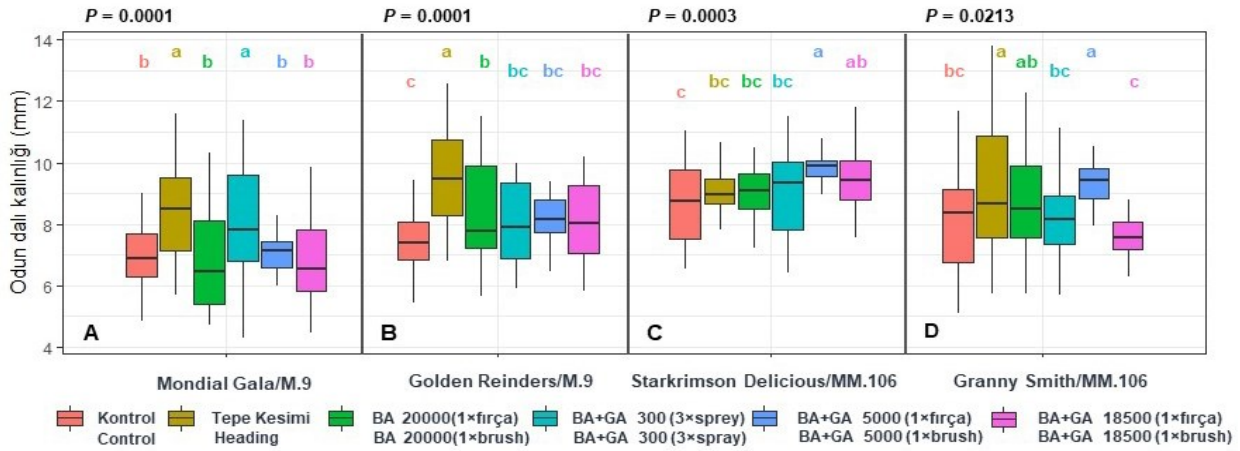 P = 0.0001 P = 0.0001 P = 0.0003 P = 0.0213
Odun dalı kalınlığı (mm)
14
12
10
8
6
4
b a b a b b
c a b bc bc bc
c bc bc bc a ab
bc a ab bc a c
A B C D
Mondial Gala/M.9 Golden Reinders/M.9 Starkrimson Delicious/MM.106 Granny Smith/MM.106
Kontrol Tepe Kesimi BA 20000(1×fırça) BA+GA 300 (3×sprey) BA+GA 5000 (1×fırça) BA+GA 18500 (1×fırça)
Control Heading BA 20000(1×brush) BA+GA 300 (3×spray) BA+GA 5000 (1×brush) BA+GA 18500 (1×brush)